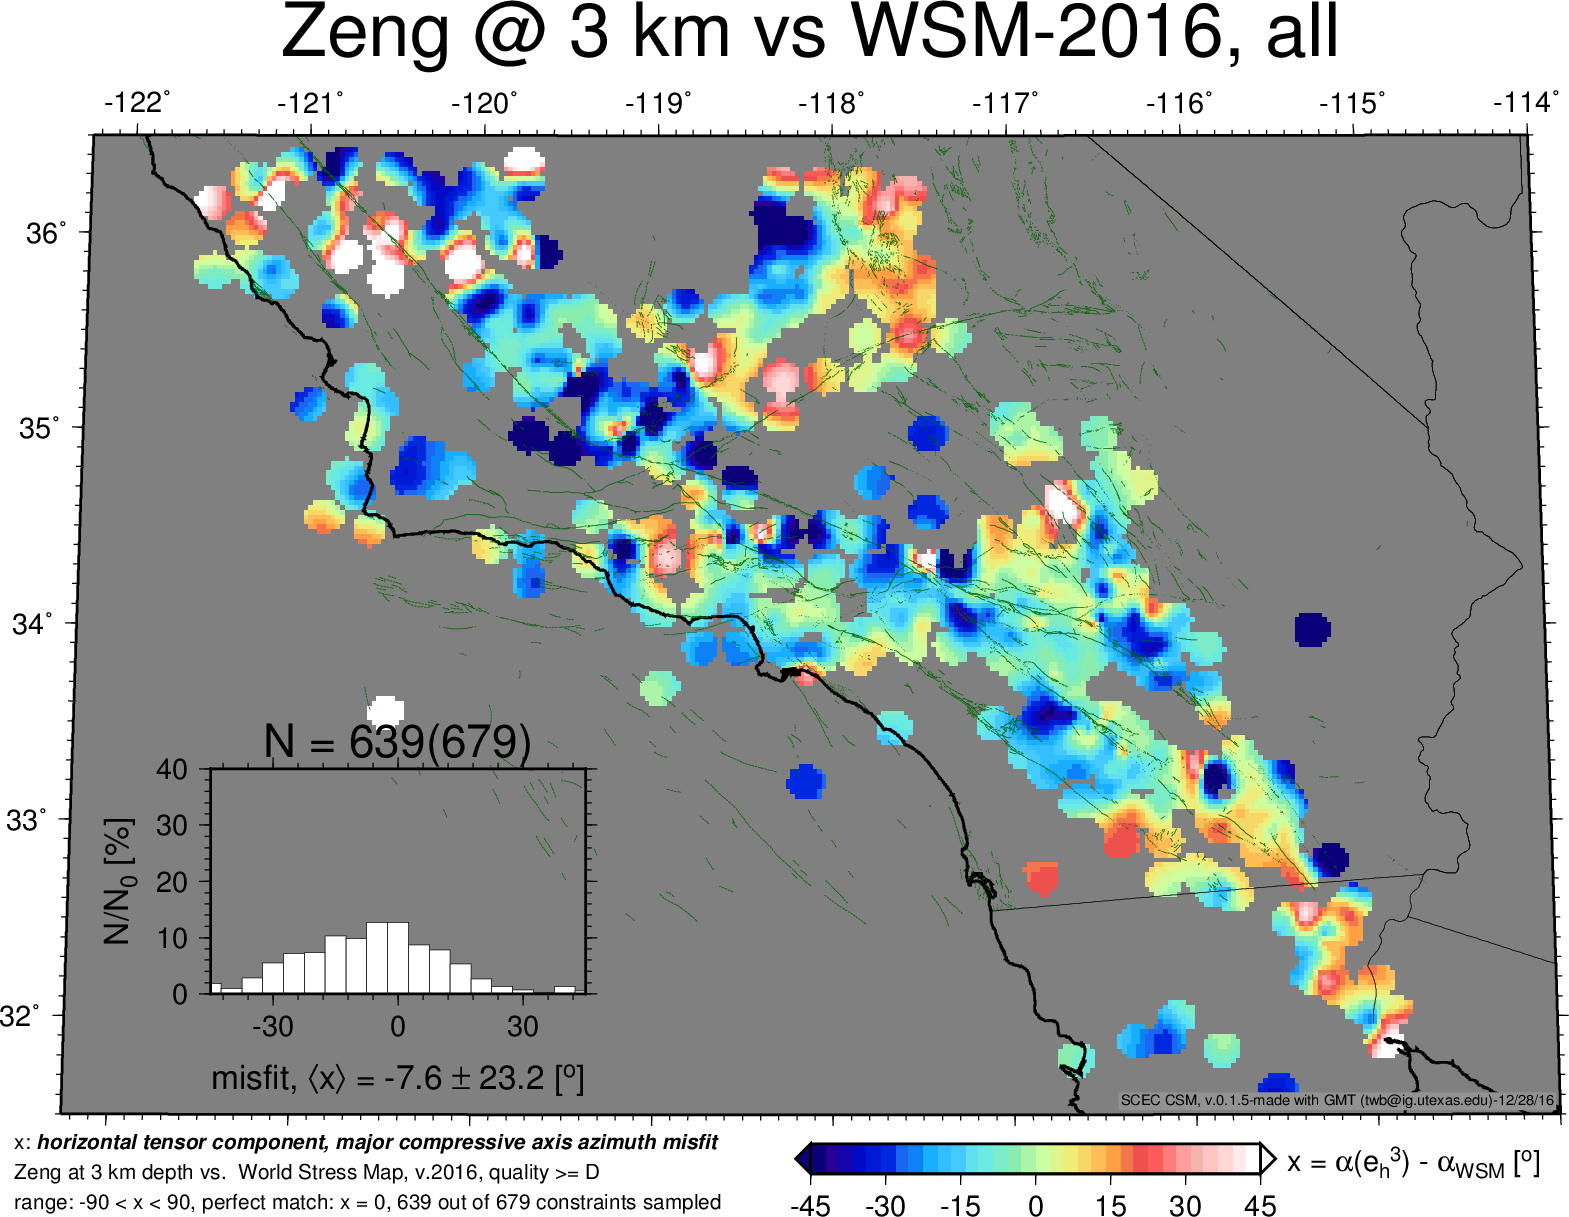 Zeng @ 3 km vs WSM-2016, all
-122˚ -121˚ -120˚ -119˚ -118˚ -117˚ -116˚ -115˚ -114˚
36˚
35˚
34˚
33˚
32˚
N = 639(679)
40
30
20
10
0
N/N0 [%]
-30 0 30
misfit, ⟨x⟩ = -7.6 ± 23.2 [º]
SCEC CSM, v.0.1.5-made with GMT (twb@ig.utexas.edu)-12/28/16
x: horizontal tensor component, major compressive axis azimuth misfit
Zeng at 3 km depth vs. World Stress Map, v.2016, quality >= D
range: -90 < x < 90, perfect match: x = 0, 639 out of 679 constraints sampled
x = α(eh3) - αWSM [º]
-45 -30 -15 0 15 30 45